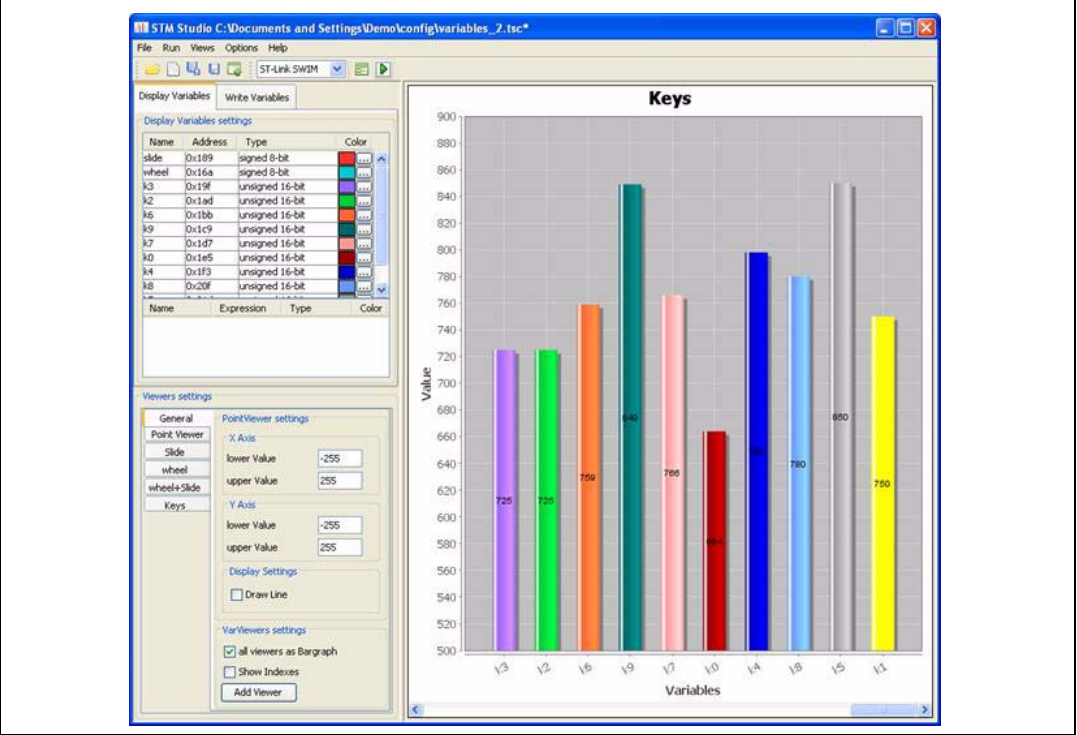 STM Studio C:\Documents and Settings\Demo\config\variables_2.tsc*
File Run Views Options Help
ST-Link SWIM
Display Variables Write Variables
Display Variables settings
Name Address Type Color
slide 0x189 signed 8-bit ...
wheel 0x16a signed 8-bit ...
k3 0x19f unsigned 16-bit ...
k2 0x1ad unsigned 16-bit ...
k6 0x1bb unsigned 16-bit ...
k9 0x1c9 unsigned 16-bit ...
k7 0x1d7 unsigned 16-bit ...
k0 0x1e5 unsigned 16-bit ...
k4 0x1f3 unsigned 16-bit ...
k8 0x20f unsigned 16-bit ...
Name Expression Type Color
Viewers settings
General
Point Viewer
Slide
wheel
wheel+Slide
Keys
PointViewer settings
X Axis
lower Value -255
upper Value 255
Y Axis
lower Value -255
upper Value 255
Display Settings
Draw Line
VarViewers settings
all viewers as Bargraph
Show Indexes
Add Viewer
Keys
Value
900
880
860
840
820
800
780
760
740
720
700
680
660
640
620
600
580
560
540
520
500
725 725 759 849 766 664 780 850 750
k3 k2 k6 k9 k7 k0 k4 k8 k5 k1
Variables